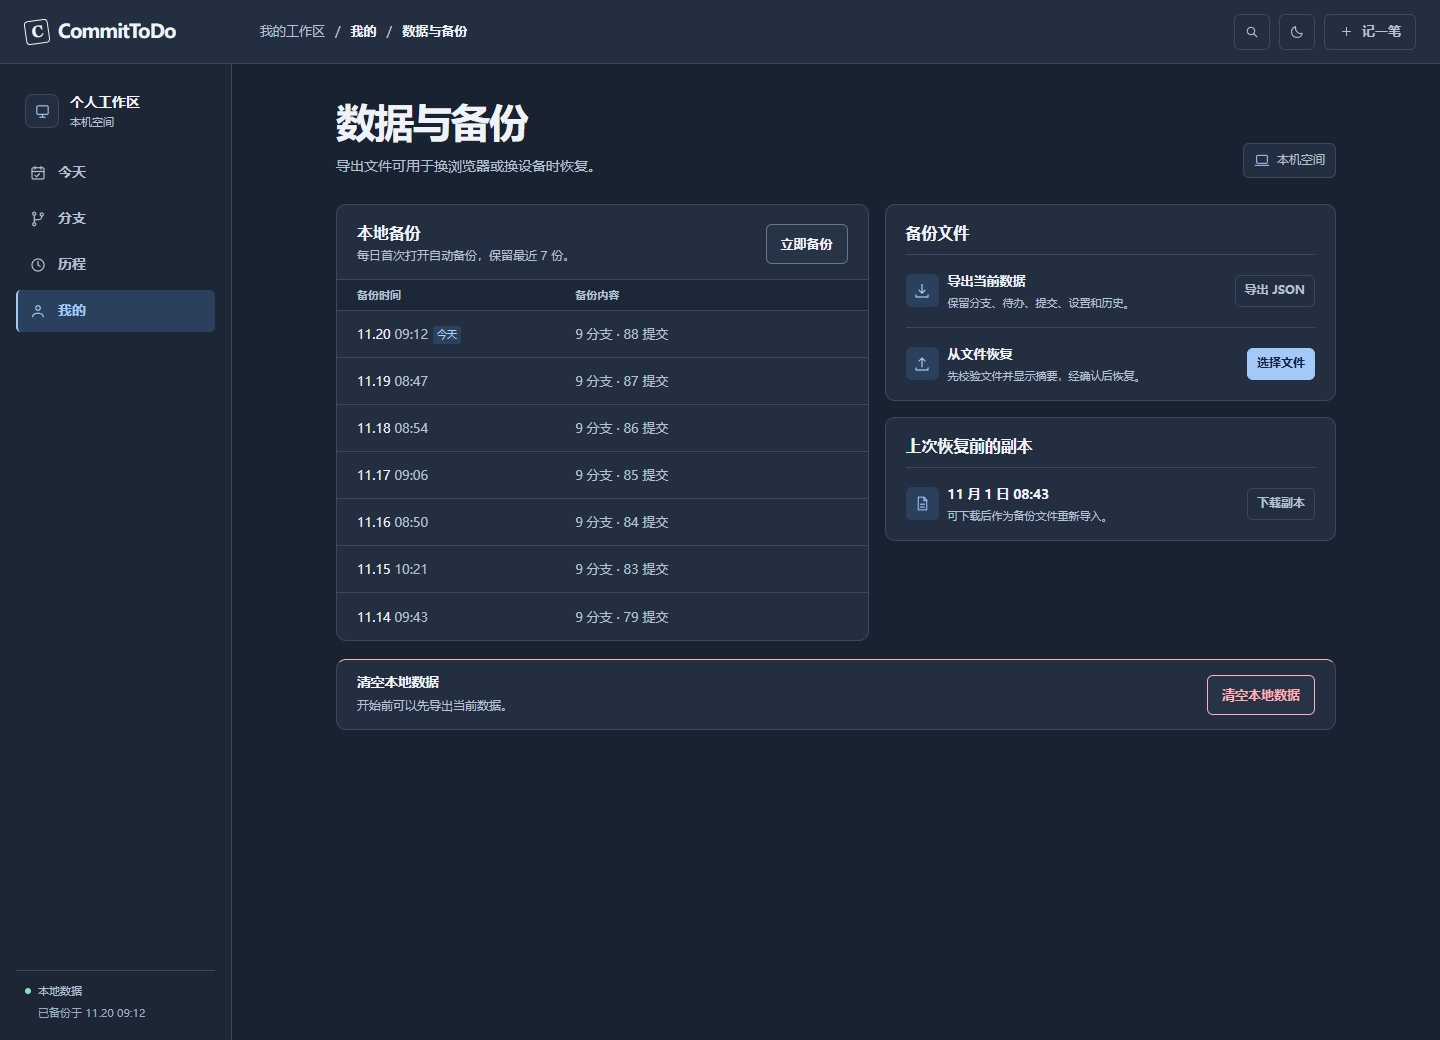 C CommitToDo
我的工作区 / 我的 / 数据与备份
记一笔
个人工作区
本机空间
今天
分支
历程
我的
本地数据
已备份于 11.20 09:12
数据与备份
导出文件可用于换浏览器或换设备时恢复。
本机空间
本地备份
每日首次打开自动备份，保留最近 7 份。
立即备份
备份时间 备份内容
11.20 09:12 今天 9 分支 · 88 提交
11.19 08:47 9 分支 · 87 提交
11.18 08:54 9 分支 · 86 提交
11.17 09:06 9 分支 · 85 提交
11.16 08:50 9 分支 · 84 提交
11.15 10:21 9 分支 · 83 提交
11.14 09:43 9 分支 · 79 提交
备份文件
导出当前数据
保留分支、待办、提交、设置和历史。
导出 JSON
从文件恢复
先校验文件并显示摘要，经确认后恢复。
选择文件
上次恢复前的副本
11 月 1 日 08:43
可下载后作为备份文件重新导入。
下载副本
清空本地数据
开始前可以先导出当前数据。
清空本地数据